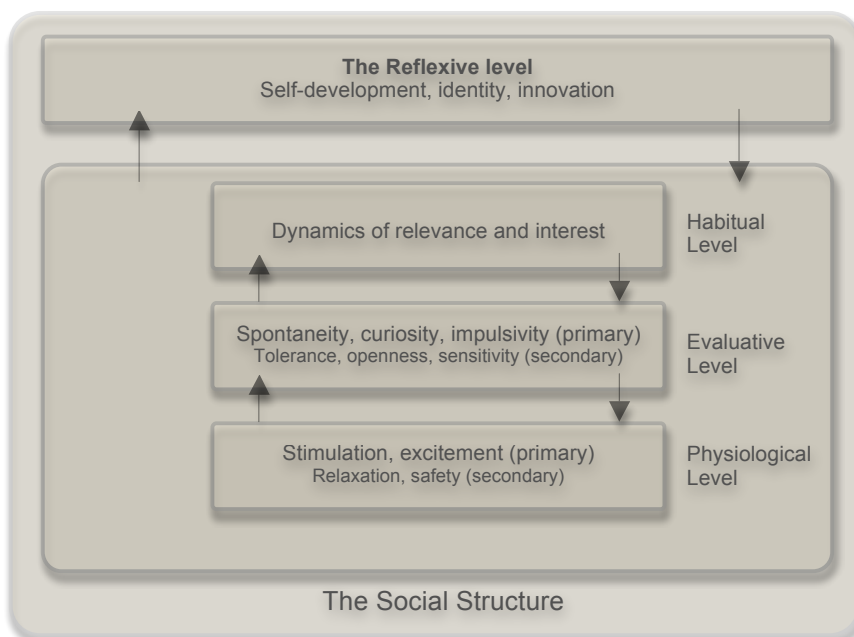 The Reflexive level
Self-development, identity, innovation
Dynamics of relevance and interest
Habitual
Level
Spontaneity, curiosity, impulsivity (primary)
Tolerance, openness, sensitivity (secondary)
Evaluative
Level
Stimulation, excitement (primary)
Relaxation, safety (secondary)
Physiological
Level
The Social Structure